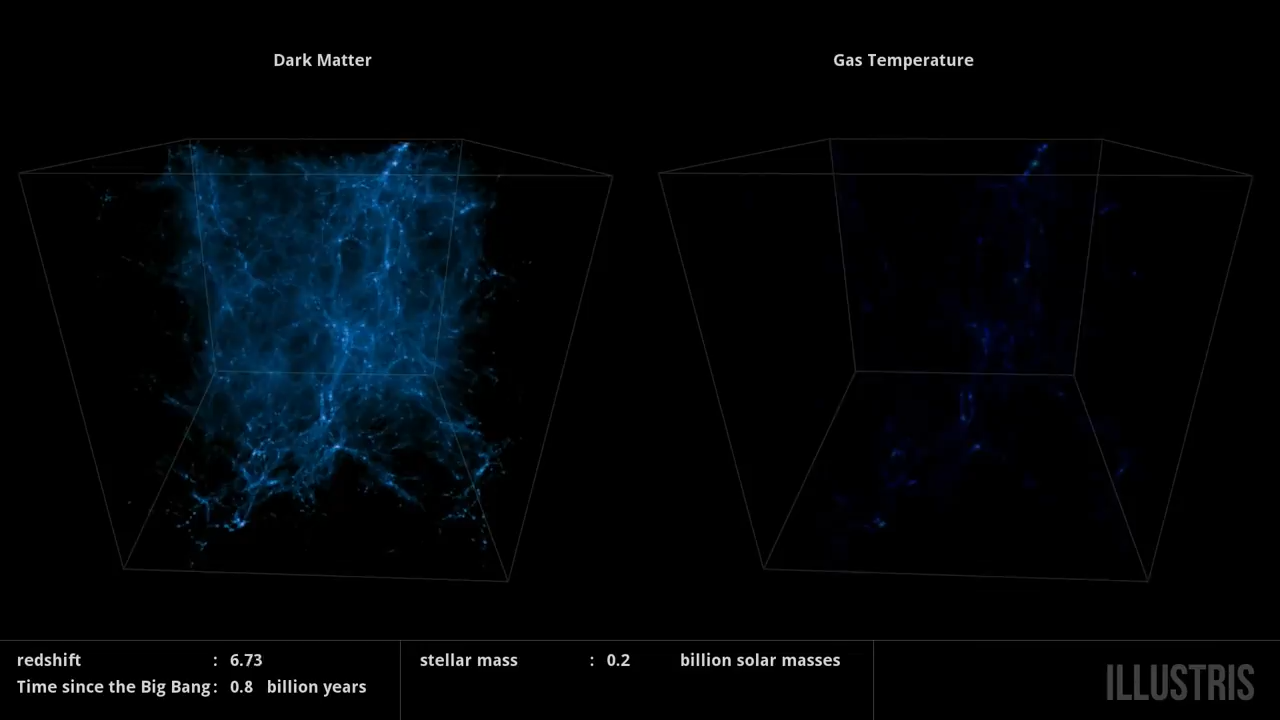 Dark Matter
Gas Temperature
redshift : 6.73
Time since the Big Bang : 0.8 billion years
stellar mass : 0.2 billion solar masses
ILLUSTRIS